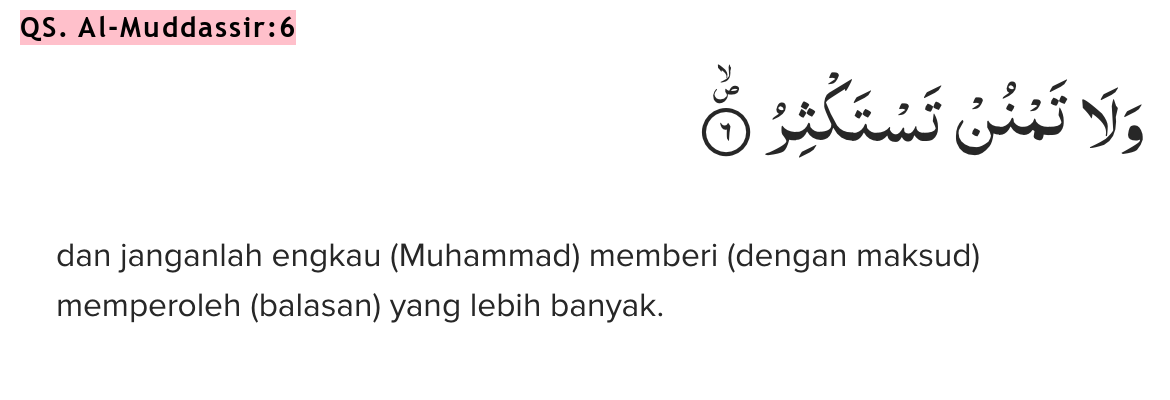 QS. Al-Muddassir:6
وَلَا تَمْنُنْ تَسْتَكْثِرُۖ ٦
dan janganlah engkau (Muhammad) memberi (dengan maksud)
memperoleh (balasan) yang lebih banyak.